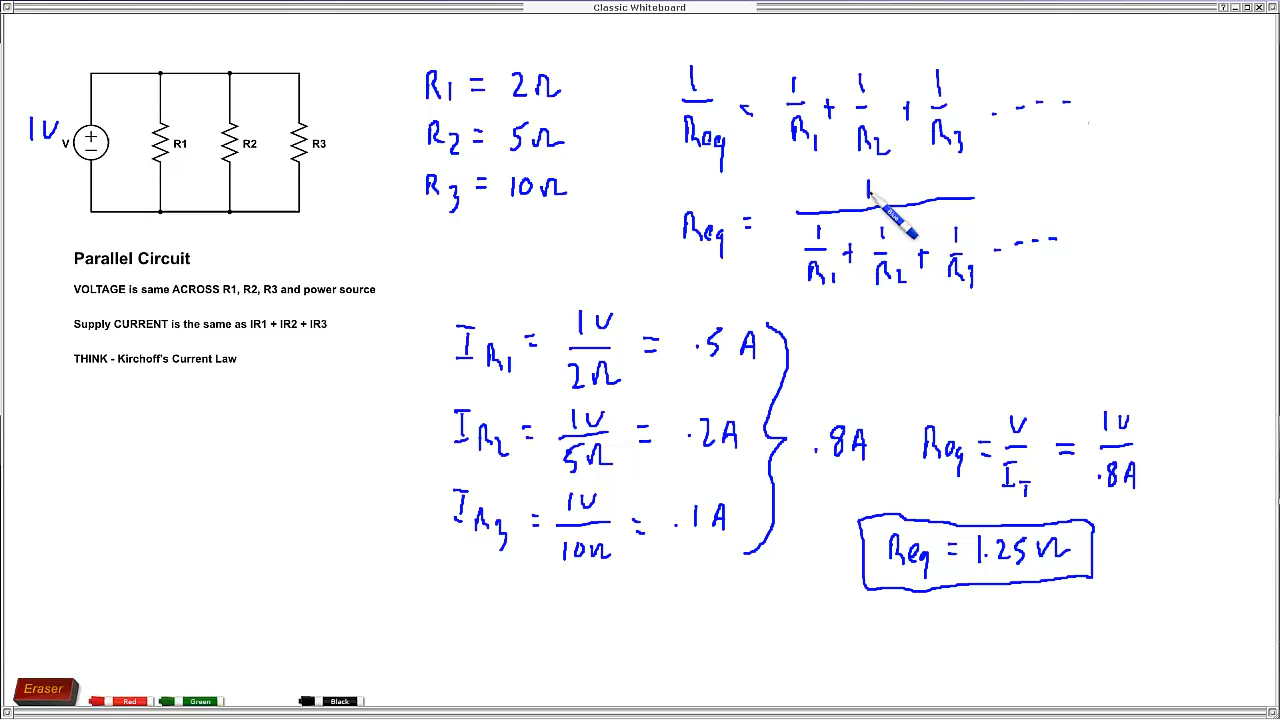 Classic Whiteboard
1V
V
R1
R2
R3
R1 = 2Ω
R2 = 5Ω
R3 = 10Ω
1/Req = 1/R1 + 1/R2 + 1/R3 ·----
Req = 1/(1/R1 + 1/R2 + 1/R3 ·----)
Parallel Circuit
VOLTAGE is same ACROSS R1, R2, R3 and power source
Supply CURRENT is the same as IR1 + IR2 + IR3
THINK - Kirchoff's Current Law
IR1 = 1V/2Ω = .5 A
IR2 = 1V/5Ω = .2A
IR3 = 1V/10Ω = .1A
.8A
Req = V/IT = 1V/.8A
Req = 1.25Ω
Eraser
Red
Green
Blue
Black